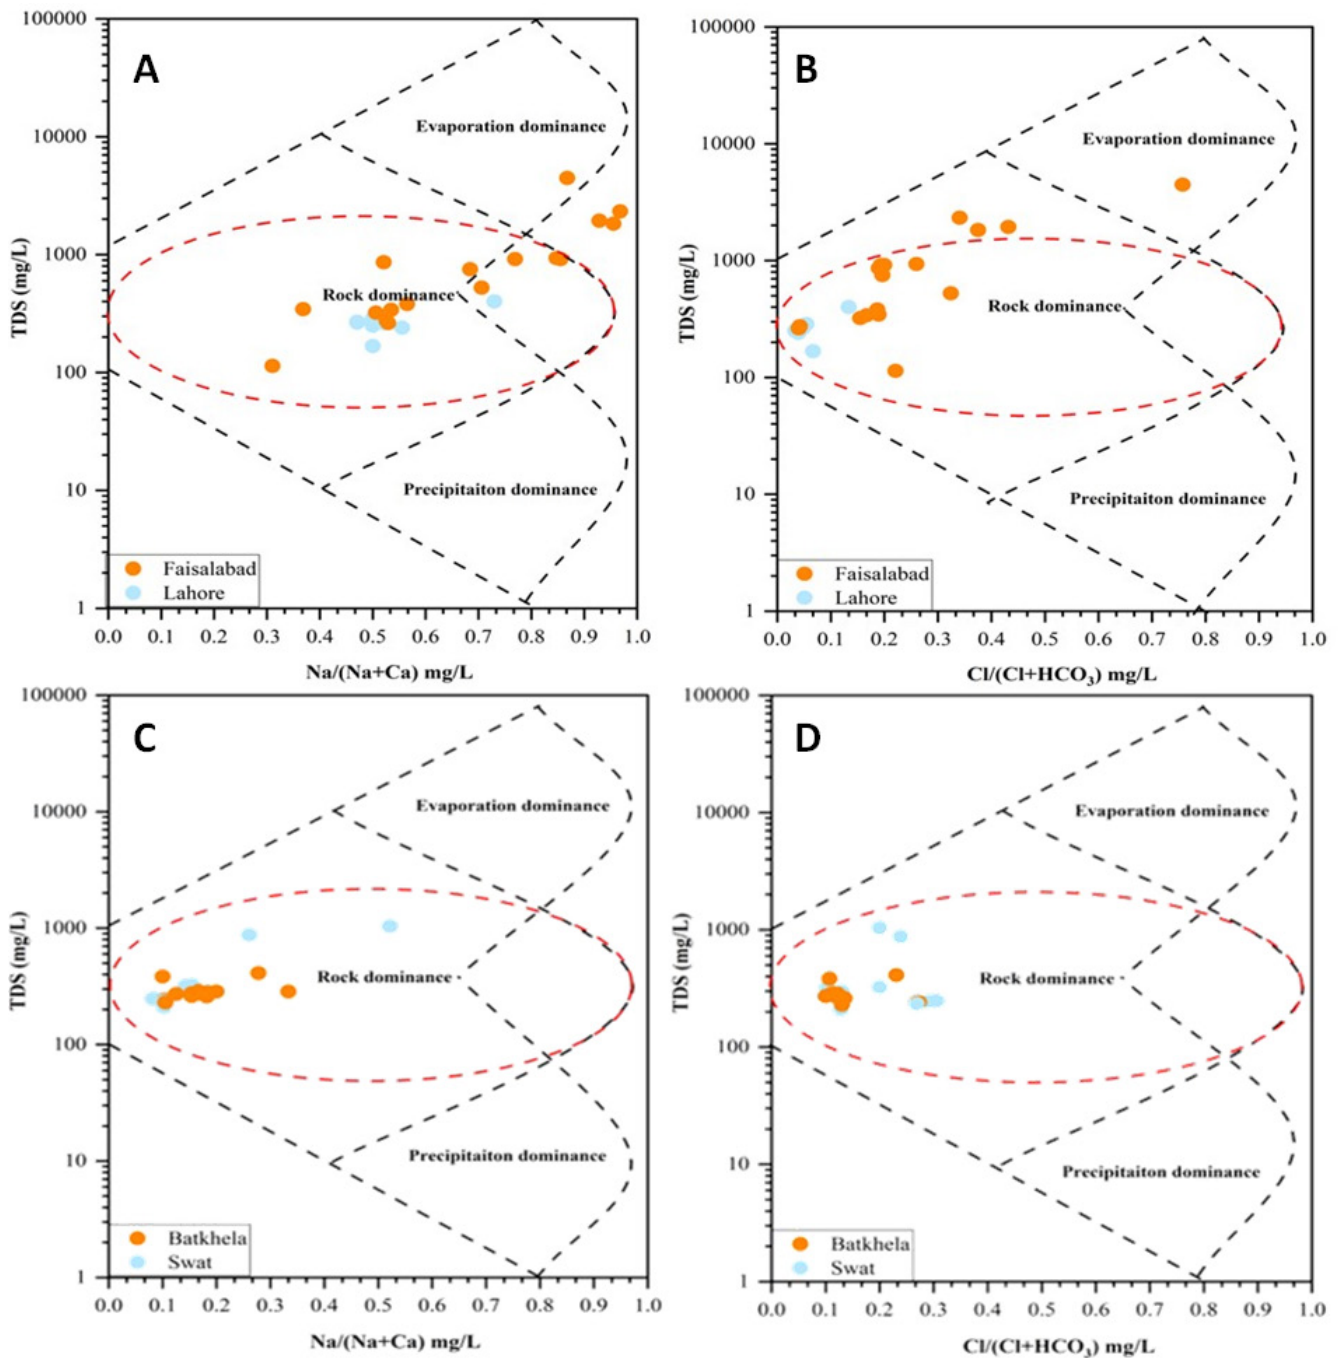 A
100000
10000
1000
100
10
1
TDS (mg/L)
Evaporation dominance
Rock dominance
Precipitaiton dominance
Faisalabad
Lahore
0.0 0.1 0.2 0.3 0.4 0.5 0.6 0.7 0.8 0.9 1.0
Na/(Na+Ca) mg/L
B
100000
10000
1000
100
10
1
TDS (mg/L)
Evaporation dominance
Rock dominance
Precipitaiton dominance
Faisalabad
Lahore
0.0 0.1 0.2 0.3 0.4 0.5 0.6 0.7 0.8 0.9 1.0
Cl/(Cl+HCO₃) mg/L
C
100000
10000
1000
100
10
1
TDS (mg/L)
Evaporation dominance
Rock dominance
Precipitaiton dominance
Batkhela
Swat
0.0 0.1 0.2 0.3 0.4 0.5 0.6 0.7 0.8 0.9 1.0
Na/(Na+Ca) mg/L
D
100000
10000
1000
100
10
1
TDS (mg/L)
Evaporation dominance
Rock dominance
Precipitaiton dominance
Batkhela
Swat
0.0 0.1 0.2 0.3 0.4 0.5 0.6 0.7 0.8 0.9 1.0
Cl/(Cl+HCO₃) mg/L